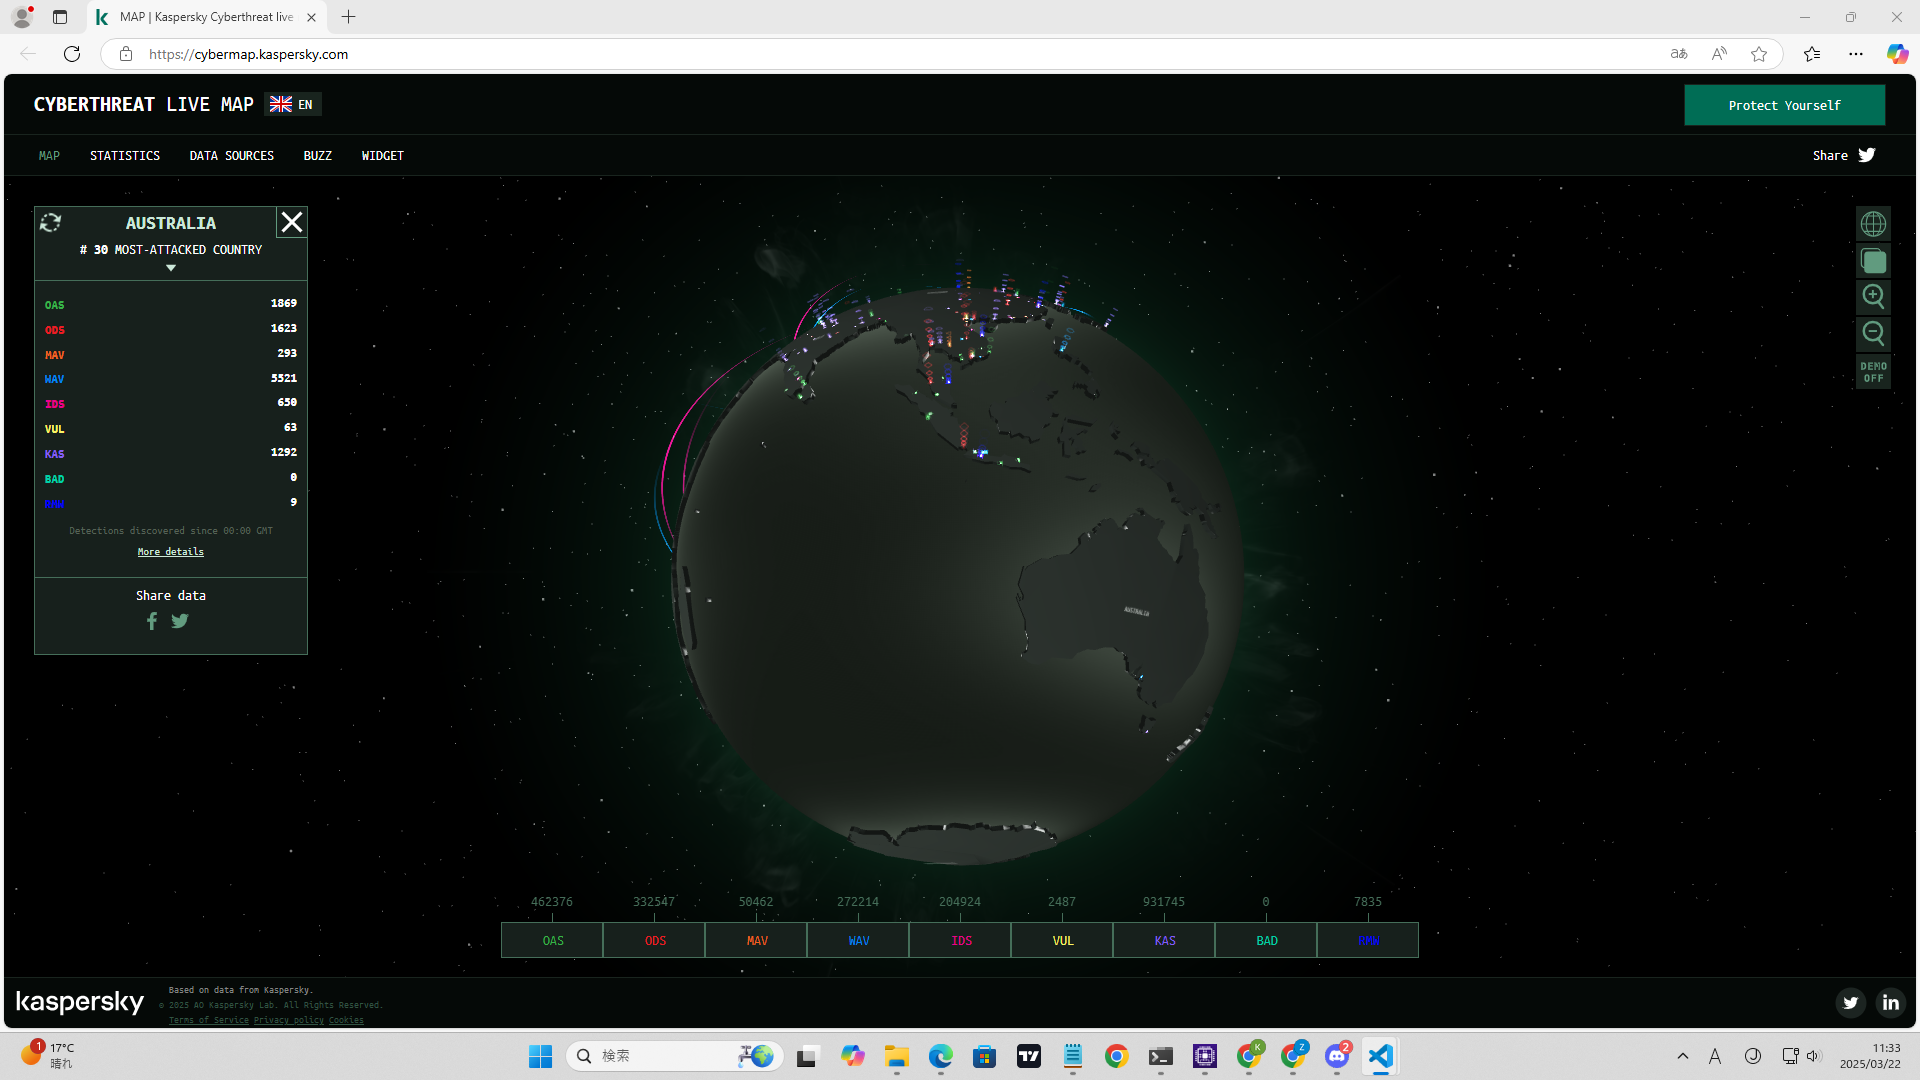 MAP | Kaspersky Cyberthreat live
https://cybermap.kaspersky.com
CYBERTHREAT LIVE MAP EN
Protect Yourself
MAP STATISTICS DATA SOURCES BUZZ WIDGET
Share
AUSTRALIA
# 30 MOST-ATTACKED COUNTRY
OAS 1869
ODS 1623
MAV 293
WAV 5521
IDS 650
VUL 63
KAS 1292
BAD 0
RMW 9
Detections discovered since 00:00 GMT
More details
Share data
DEMO
OFF
AUSTRALIA
462376 332547 50462 272214 204924 2487 931745 0 7835
OAS ODS MAV WAV IDS VUL KAS BAD RMW
kaspersky
Based on data from Kaspersky.
© 2025 AO Kaspersky Lab. All Rights Reserved.
Terms of Service Privacy policy Cookies
1
17°C
晴れ
検索
K
Z
2
A
11:33
2025/03/22